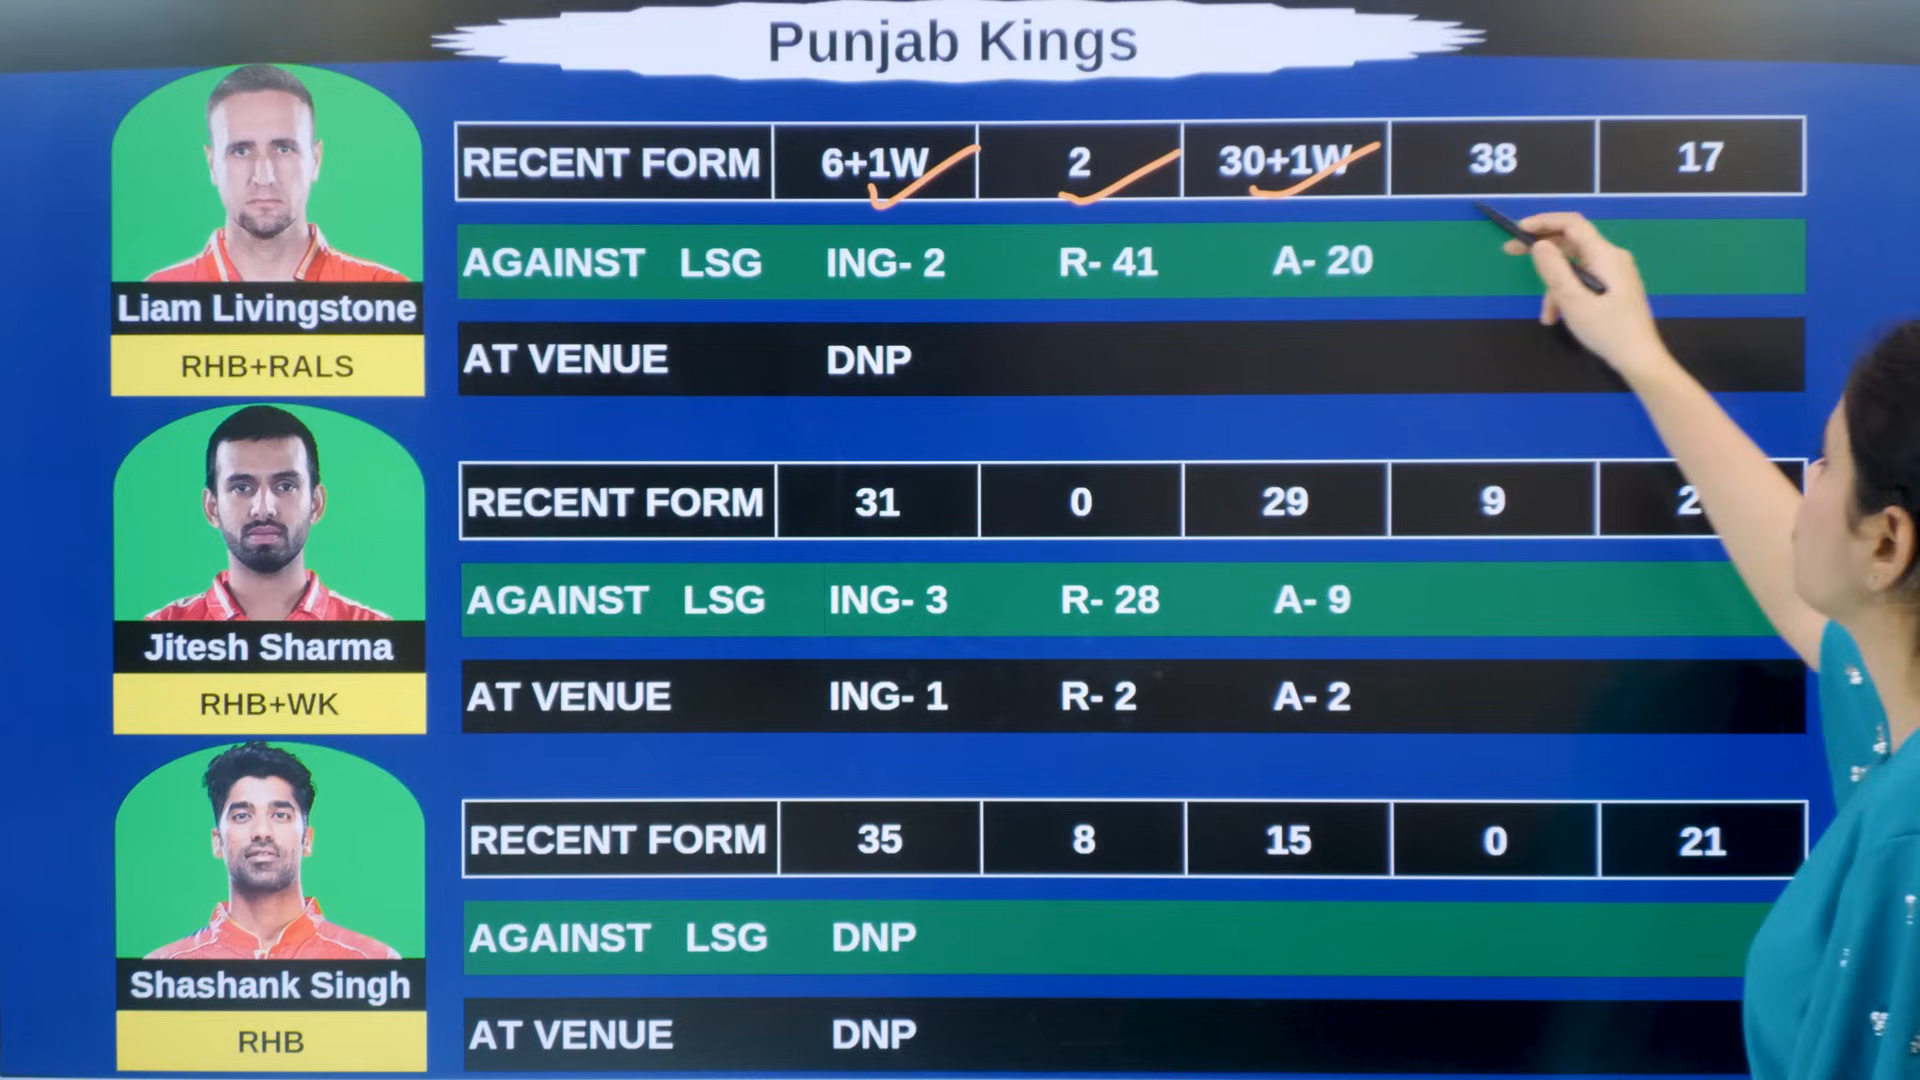 Punjab Kings
RECENT FORM 6+1W 2 30+1W 38 17
AGAINST LSG ING- 2 R- 41 A- 20
Liam Livingstone
RHB+RALS
AT VENUE DNP
RECENT FORM 31 0 29 9
AGAINST LSG ING- 3 R- 28 A- 9
Jitesh Sharma
RHB+WK
AT VENUE ING- 1 R- 2 A- 2
RECENT FORM 35 8 15 0 21
AGAINST LSG DNP
Shashank Singh
RHB
AT VENUE DNP